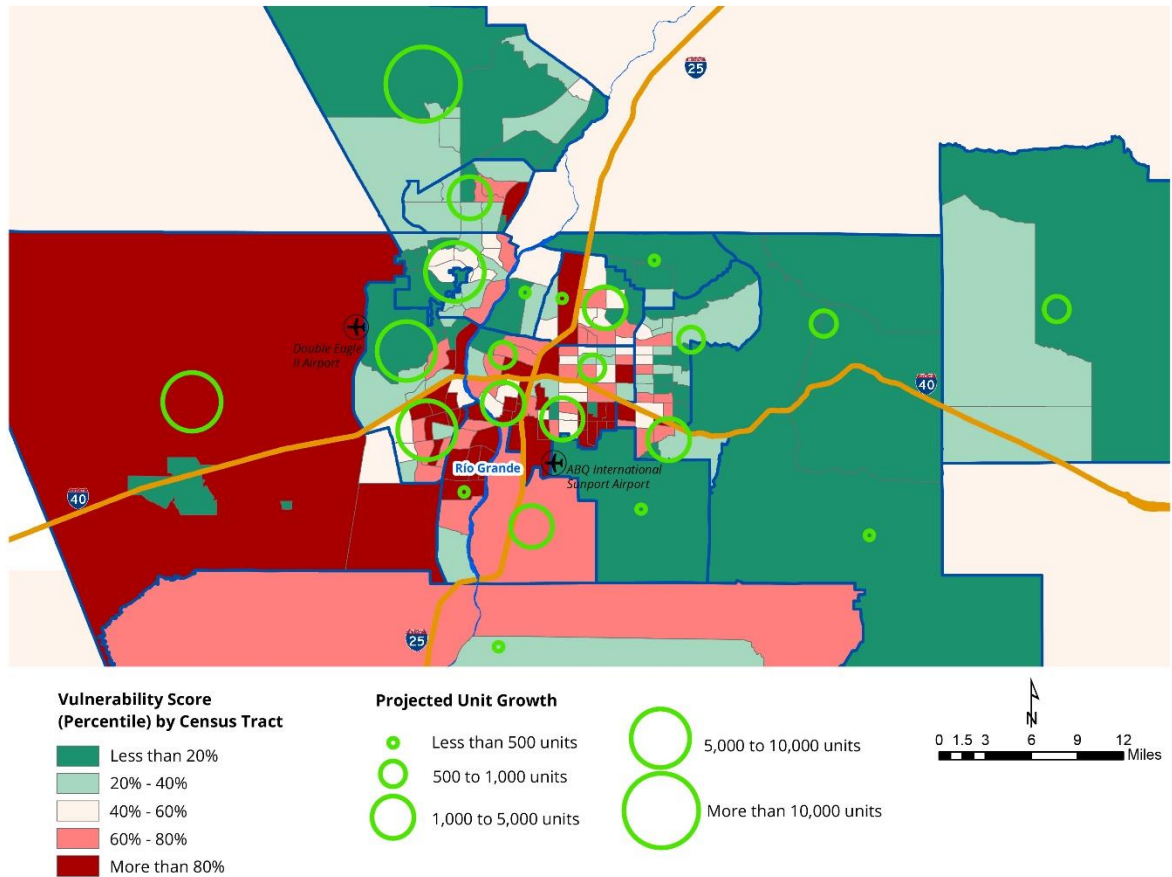 25
Double Eagle
II Airport
40
Río Grande
ABQ International
Sunport Airport
40
25
Vulnerability Score
(Percentile) by Census Tract
Less than 20%
20% - 40%
40% - 60%
60% - 80%
More than 80%
Projected Unit Growth
Less than 500 units
500 to 1,000 units
1,000 to 5,000 units
5,000 to 10,000 units
More than 10,000 units
N
0 1.5 3 6 9 12
Miles